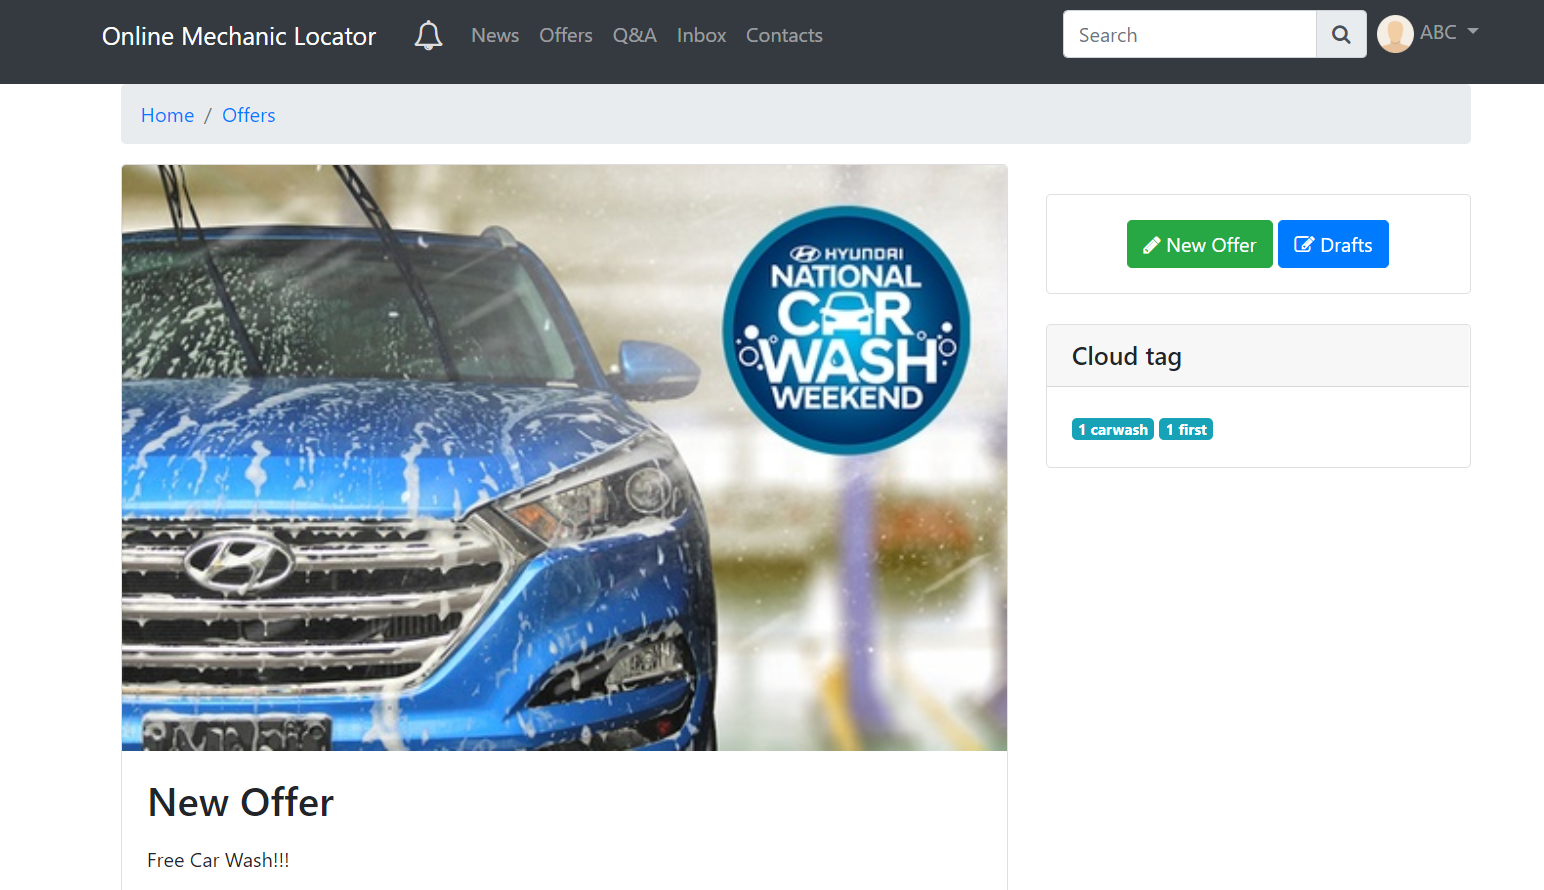 Online Mechanic Locator News Offers Q&A Inbox Contacts Search ABC
Home / Offers
HYUNDAI
NATIONAL
CAR
WASH
WEEKEND
New Offer Drafts
Cloud tag
1 carwash 1 first
New Offer
Free Car Wash!!!